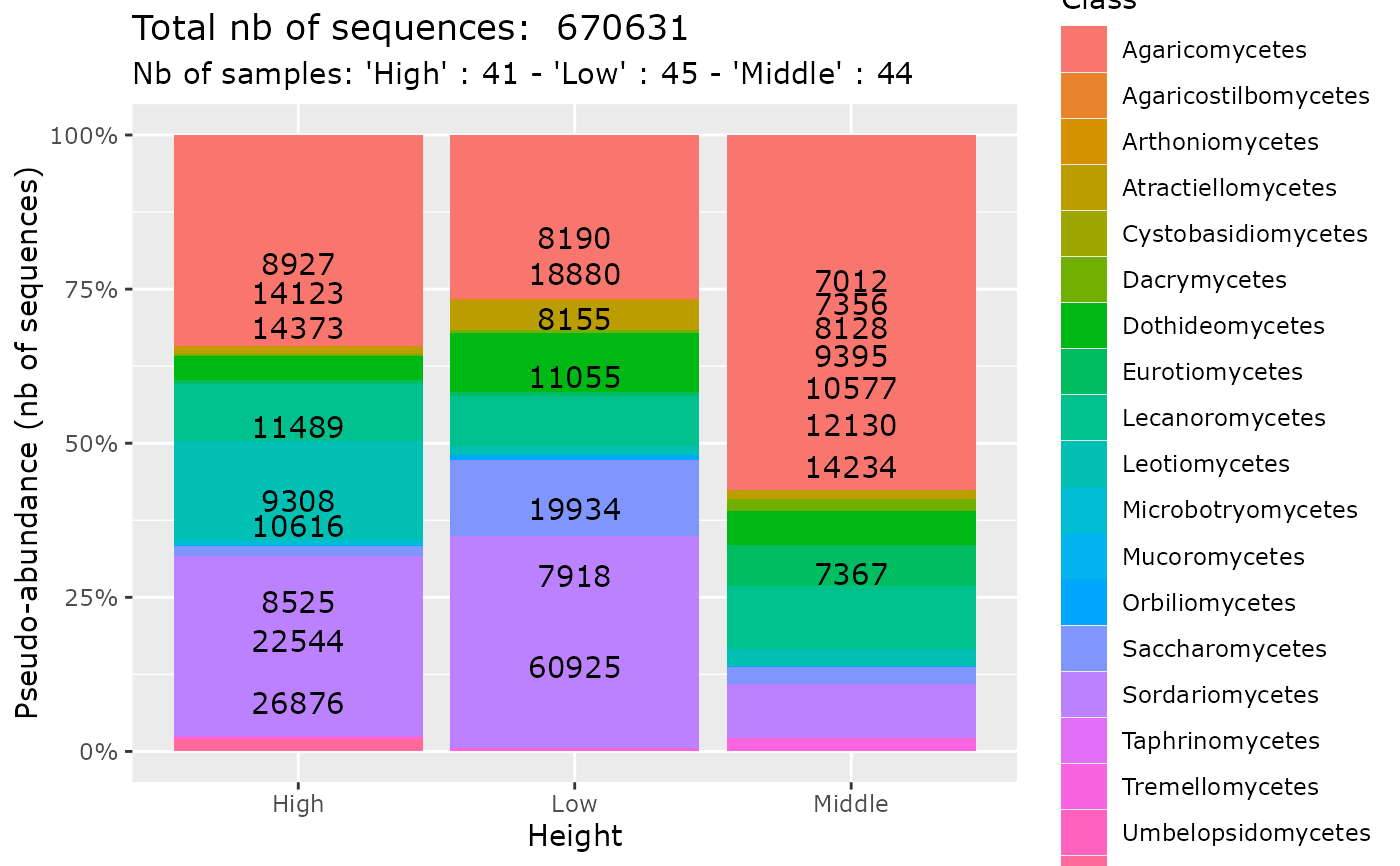 Total nb of sequences:  670631
Nb of samples: 'High' : 41 - 'Low' : 45 - 'Middle' : 44
Pseudo-abundance (nb of sequences)
100%
75%
50%
25%
0%
8927
14123
14373
11489
9308
10616
8525
22544
26876
8190
18880
8155
11055
19934
7918
60925
7012
7356
8128
9395
10577
12130
14234
7367
High
Low
Middle
Height
Class
Agaricomycetes
Agaricostilbomycetes
Arthoniomycetes
Atractiellomycetes
Cystobasidiomycetes
Dacrymycetes
Dothideomycetes
Eurotiomycetes
Lecanoromycetes
Leotiomycetes
Microbotryomycetes
Mucoromycetes
Orbiliomycetes
Saccharomycetes
Sordariomycetes
Taphrinomycetes
Tremellomycetes
Umbelopsidomycetes